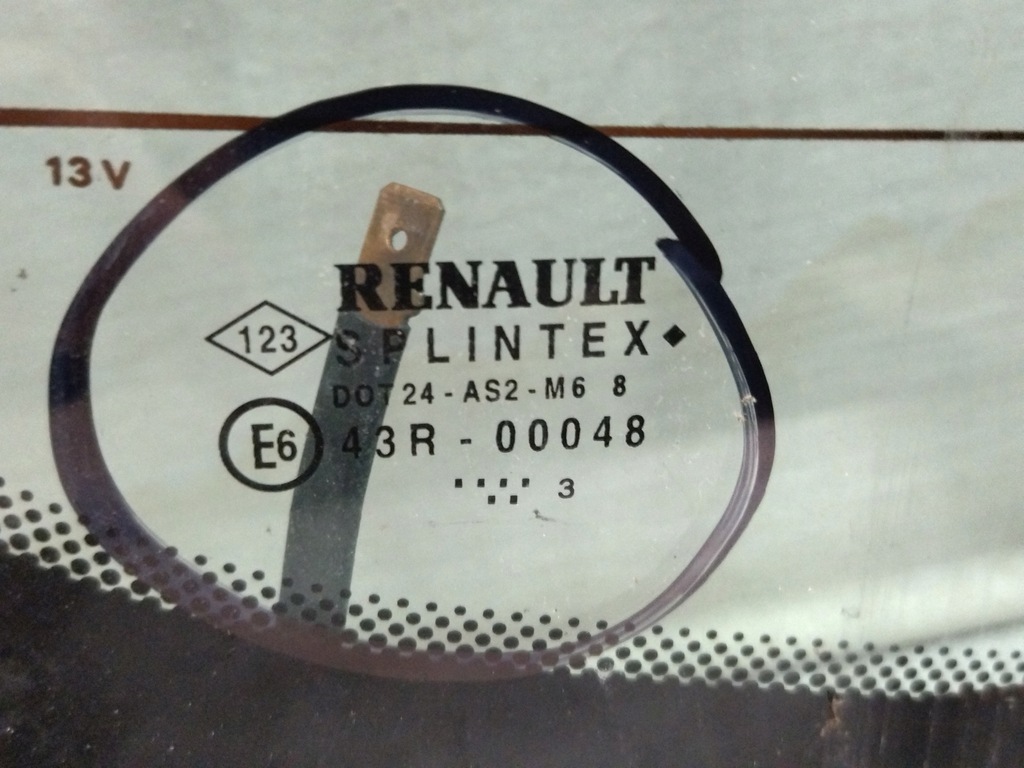 13 V
RENAULT
123 SPLINTEX
DOT24-AS2-M6 8
E6 43R-00048
3